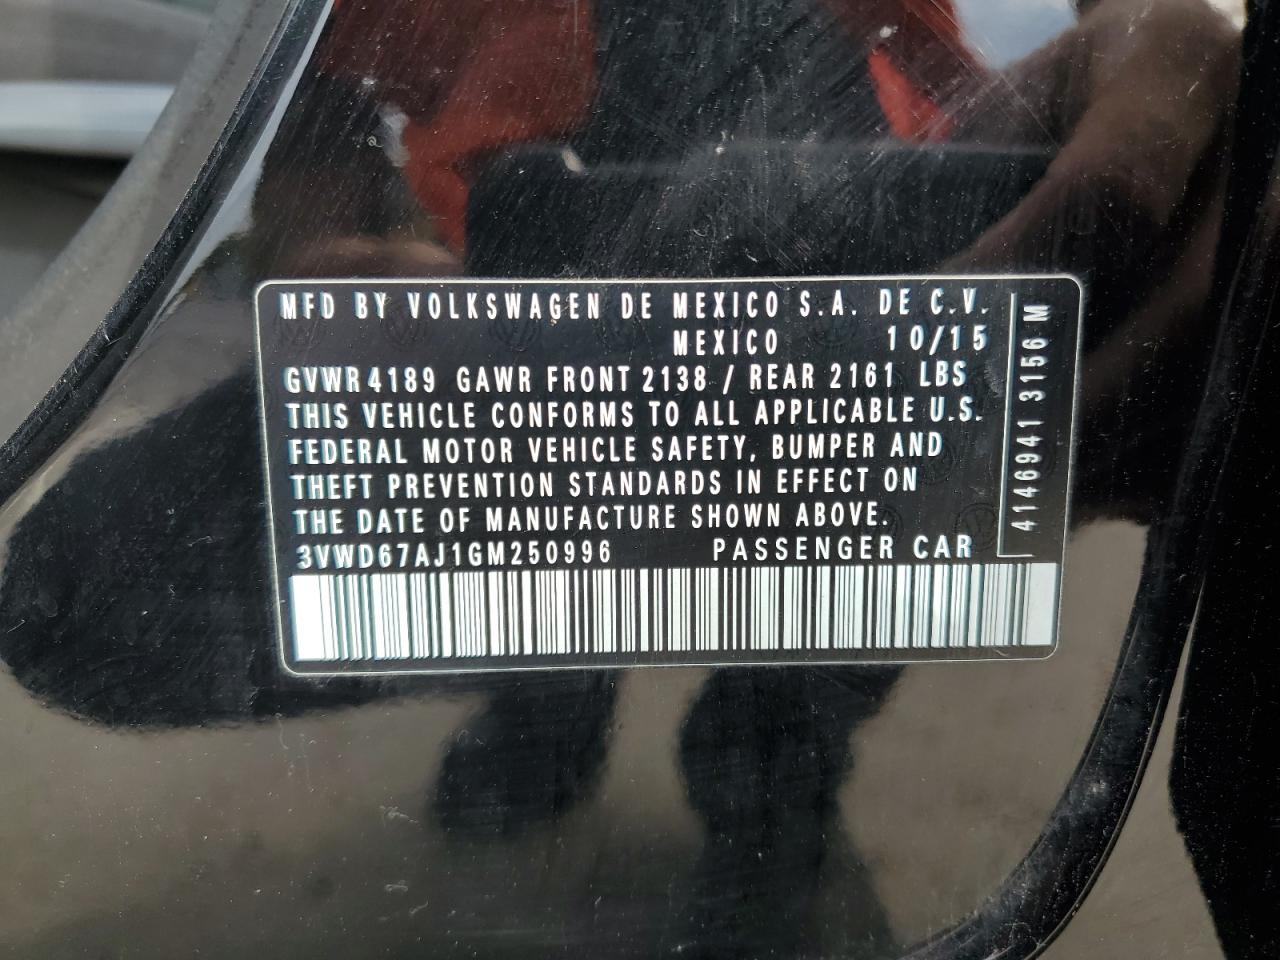 MFD BY VOLKSWAGEN DE MEXICO S.A. DE C.V.
MEXICO 10/15
GVWR 4189 GAWR FRONT 2138 / REAR 2161 LBS
THIS VEHICLE CONFORMS TO ALL APPLICABLE U.S.
FEDERAL MOTOR VEHICLE SAFETY, BUMPER AND
THEFT PREVENTION STANDARDS IN EFFECT ON
THE DATE OF MANUFACTURE SHOWN ABOVE.
3VWD67AJ1GM250996 PASSENGER CAR
4146941 3156 M